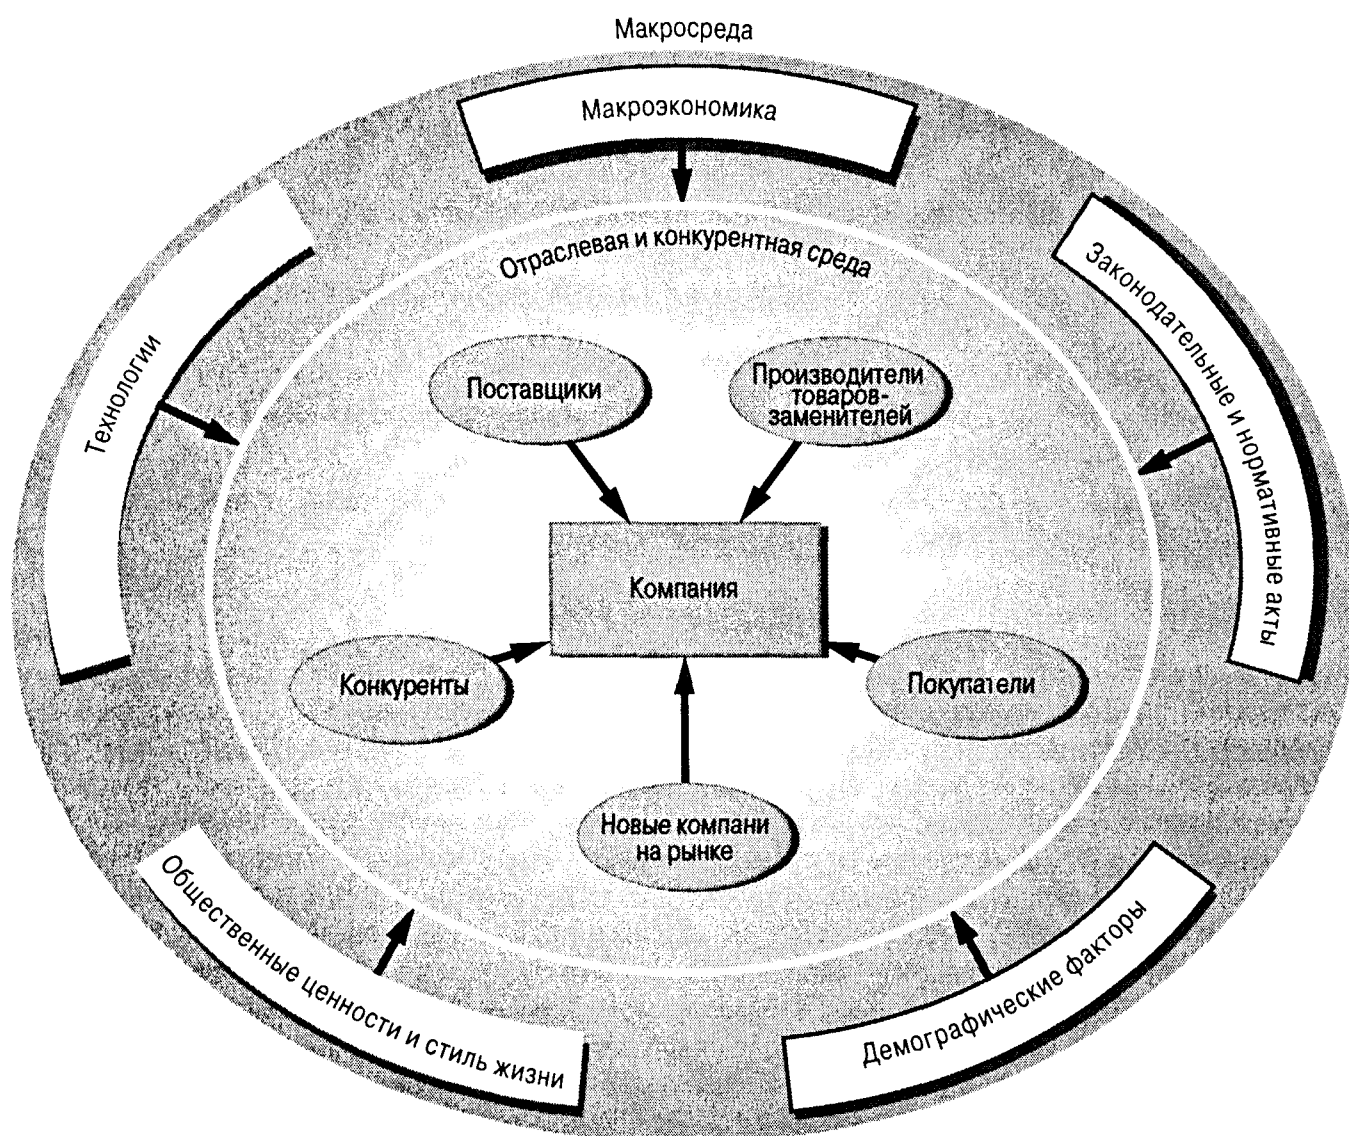 Макросреда
Макроэкономика
Отраслевая и конкурентная среда
Технологии
Законодательные и нормативные акты
Поставщики
Производители
товаров-
заменителей
Компания
Конкуренты
Покупатели
Новые компани
на рынке
Общественные ценности и стиль жизни
Демографические факторы